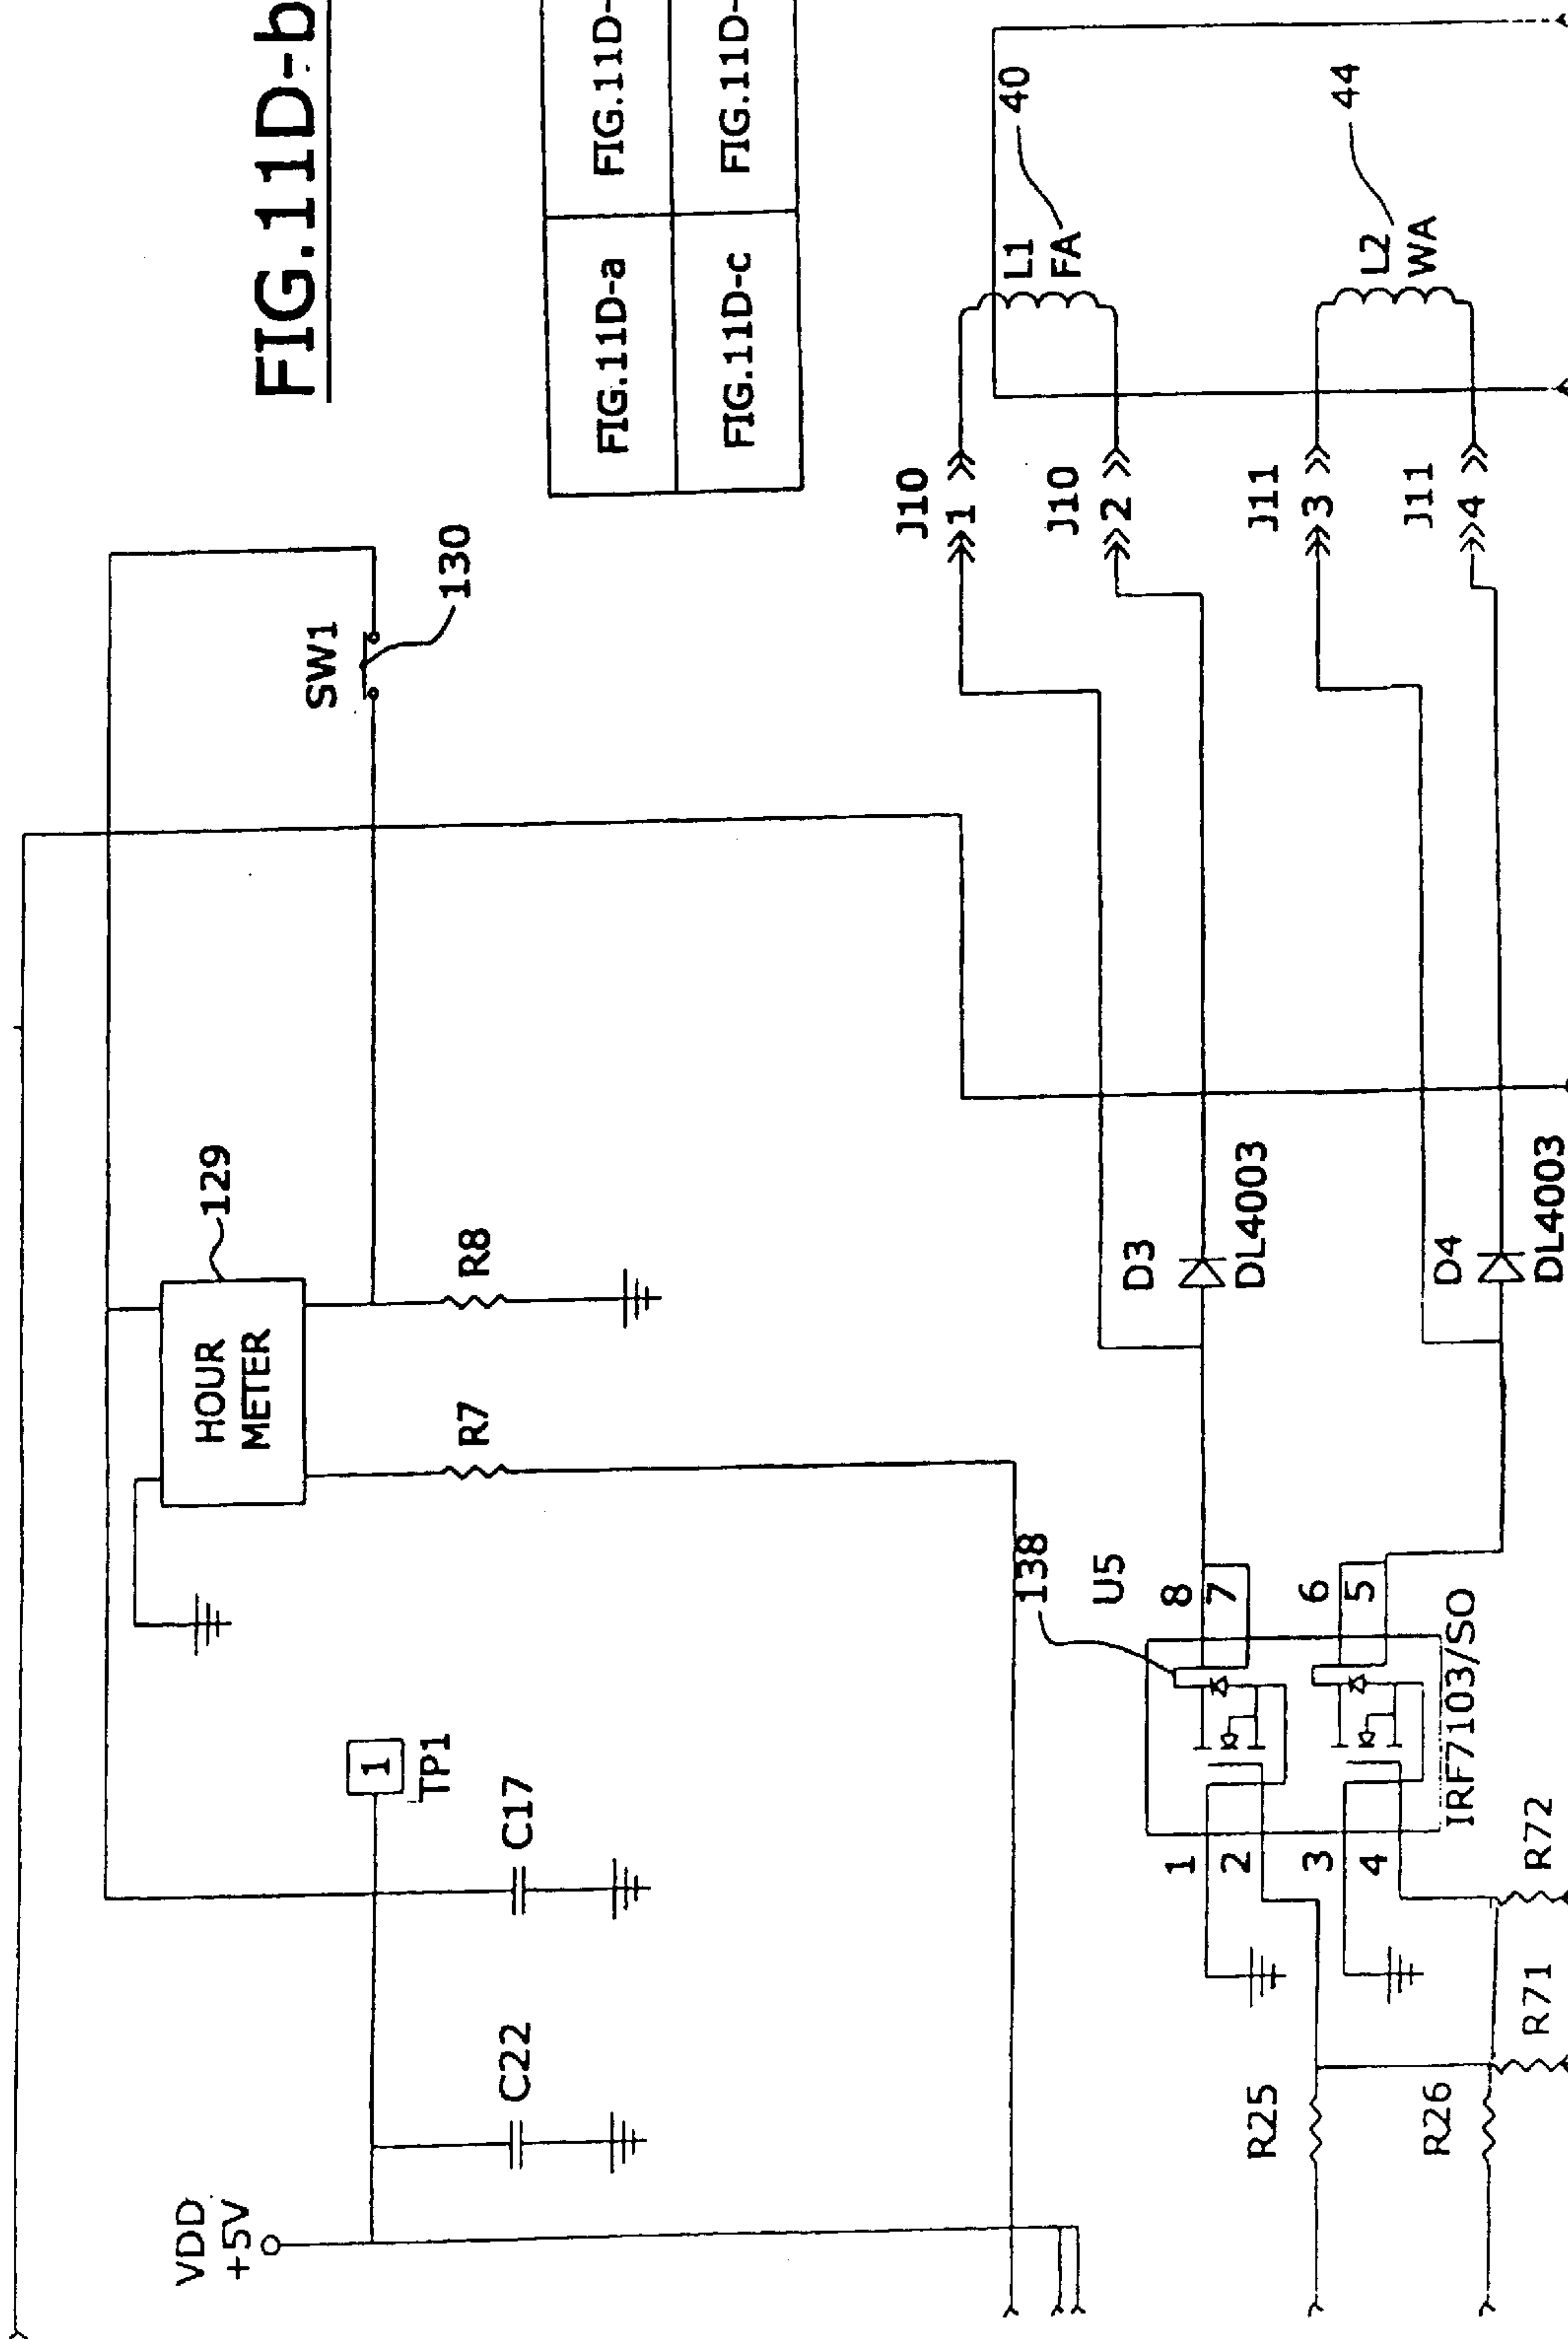 FIG.11D-b
FIG.11D-a
FIG.11D-
FIG.11D-c
FIG.11D-
VDD
+5V
C22
C17
1
TP1
HOUR
METER
129
R7
R8
SW1
130
138
U5
1
2
3
4
8
7
6
5
IRF7103/SO
R25
R26
R71
R72
D3
DL4003
D4
DL4003
J10
1
J10
2
J11
3
J11
4
L1
FA
40
L2
WA
44